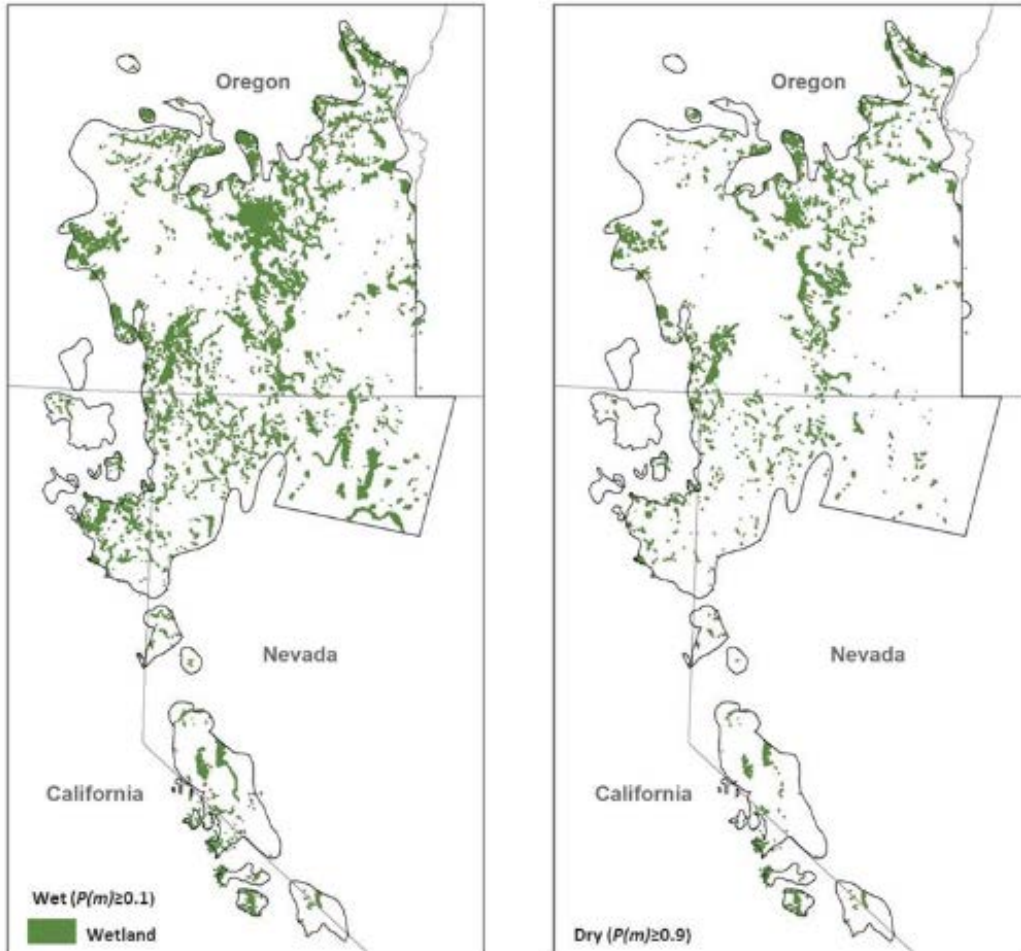 Oregon
Nevada
California
Wet (P(m)≥0.1)
Wetland
Oregon
Nevada
California
Dry (P(m)≥0.9)